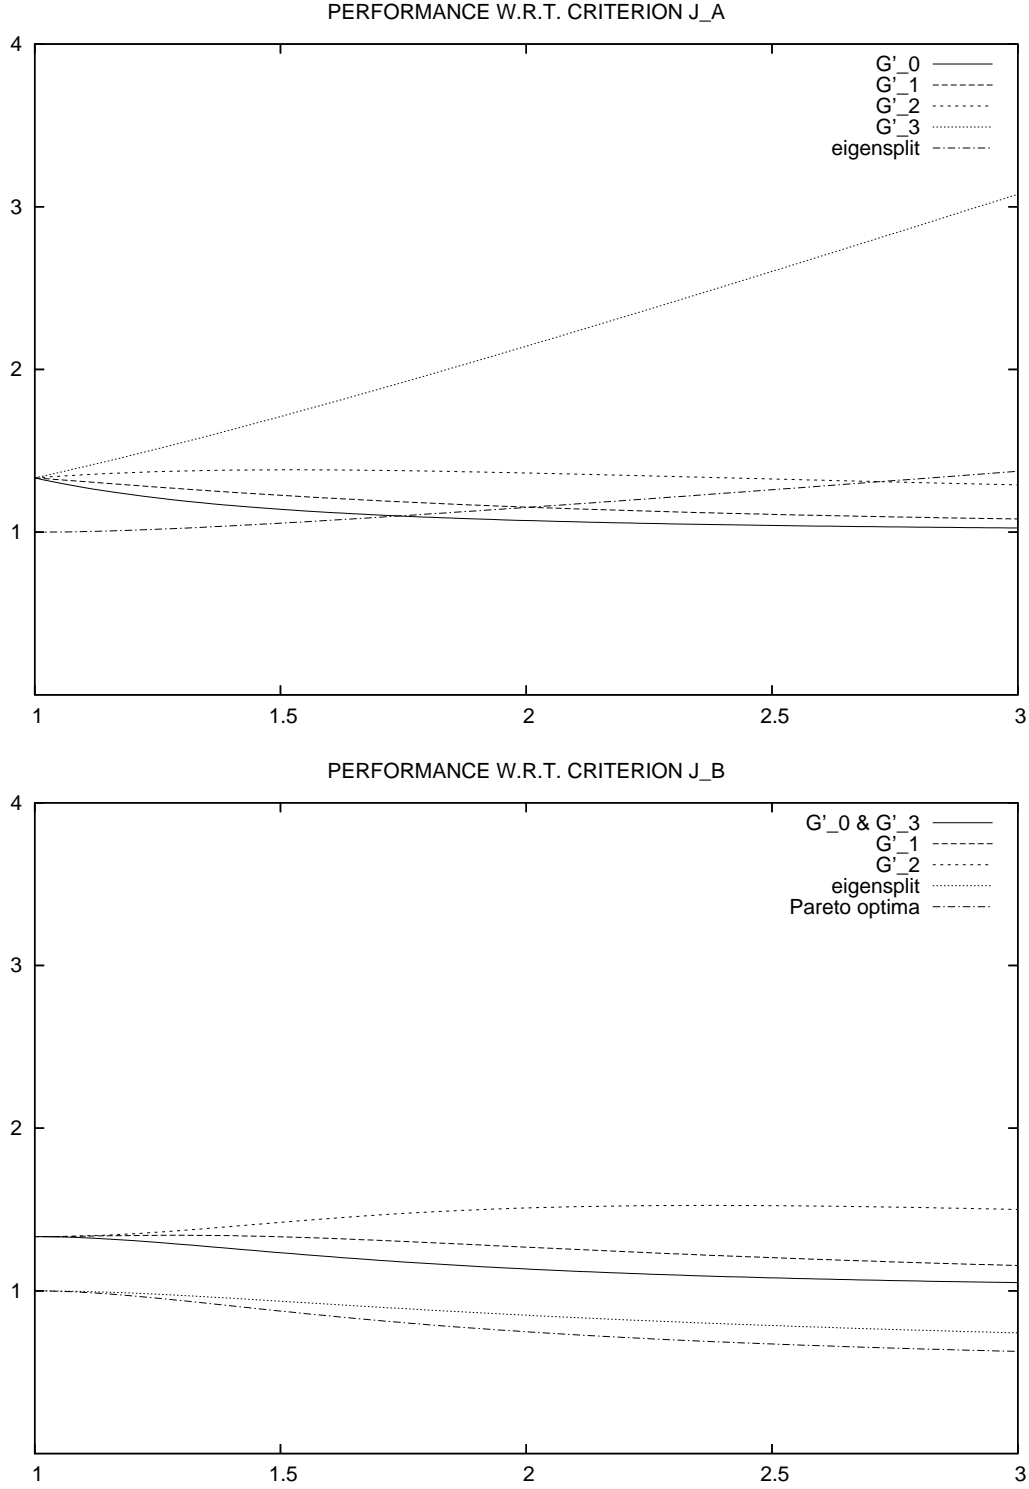 PERFORMANCE W.R.T. CRITERION J_A
4
G’_0
G’_1
G’_2
G’_3
eigensplit
3
2
1
1 1.5 2 2.5 3
PERFORMANCE W.R.T. CRITERION J_B
4
G’_0 & G’_3
G’_1
G’_2
eigensplit
Pareto optima
3
2
1
1 1.5 2 2.5 3